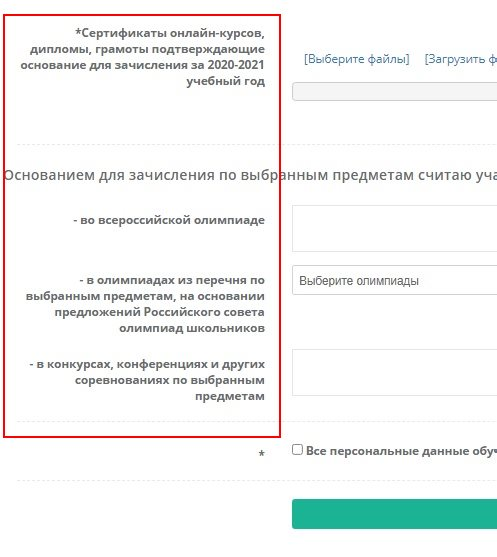 *Сертификаты онлайн-курсов,
дипломы, грамоты подтверждающие
основание для зачисления за 2020-2021
учебный год
[Выберите файлы] [Загрузить ф
Основанием для зачисления по выбранным предметам считаю уча
- во всероссийской олимпиаде
- в олимпиадах из перечня по
выбранным предметам, на основании
предложений Российского совета
олимпиад школьников
Выберите олимпиады
- в конкурсах, конференциях и других
соревнованиях по выбранным
предметам
* Все персональные данные обуч